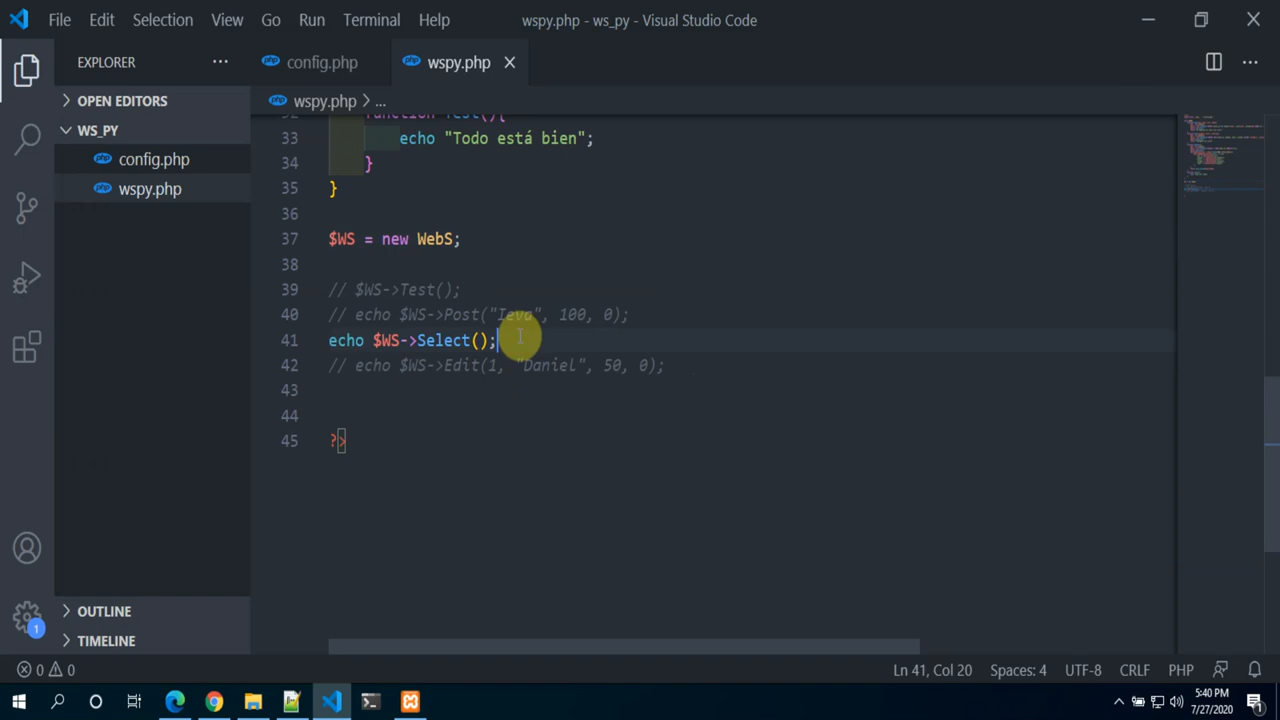 File Edit Selection View Go Run Terminal Help
wspy.php - ws_py - Visual Studio Code
EXPLORER
config.php
wspy.php
OPEN EDITORS
wspy.php > ...
WS_PY
config.php
wspy.php
32 function Test(){
33 echo "Todo está bien";
34 }
35 }
36
37 $WS = new WebS;
38
39 // $WS->Test();
40 // echo $WS->Post("Ieva", 100, 0);
41 echo $WS->Select();
42 // echo $WS->Edit(1, "Daniel", 50, 0);
43
44
45 ?>
OUTLINE
TIMELINE
1
0 0
Ln 41, Col 20 Spaces: 4 UTF-8 CRLF PHP
5:40 PM
7/27/2020
1